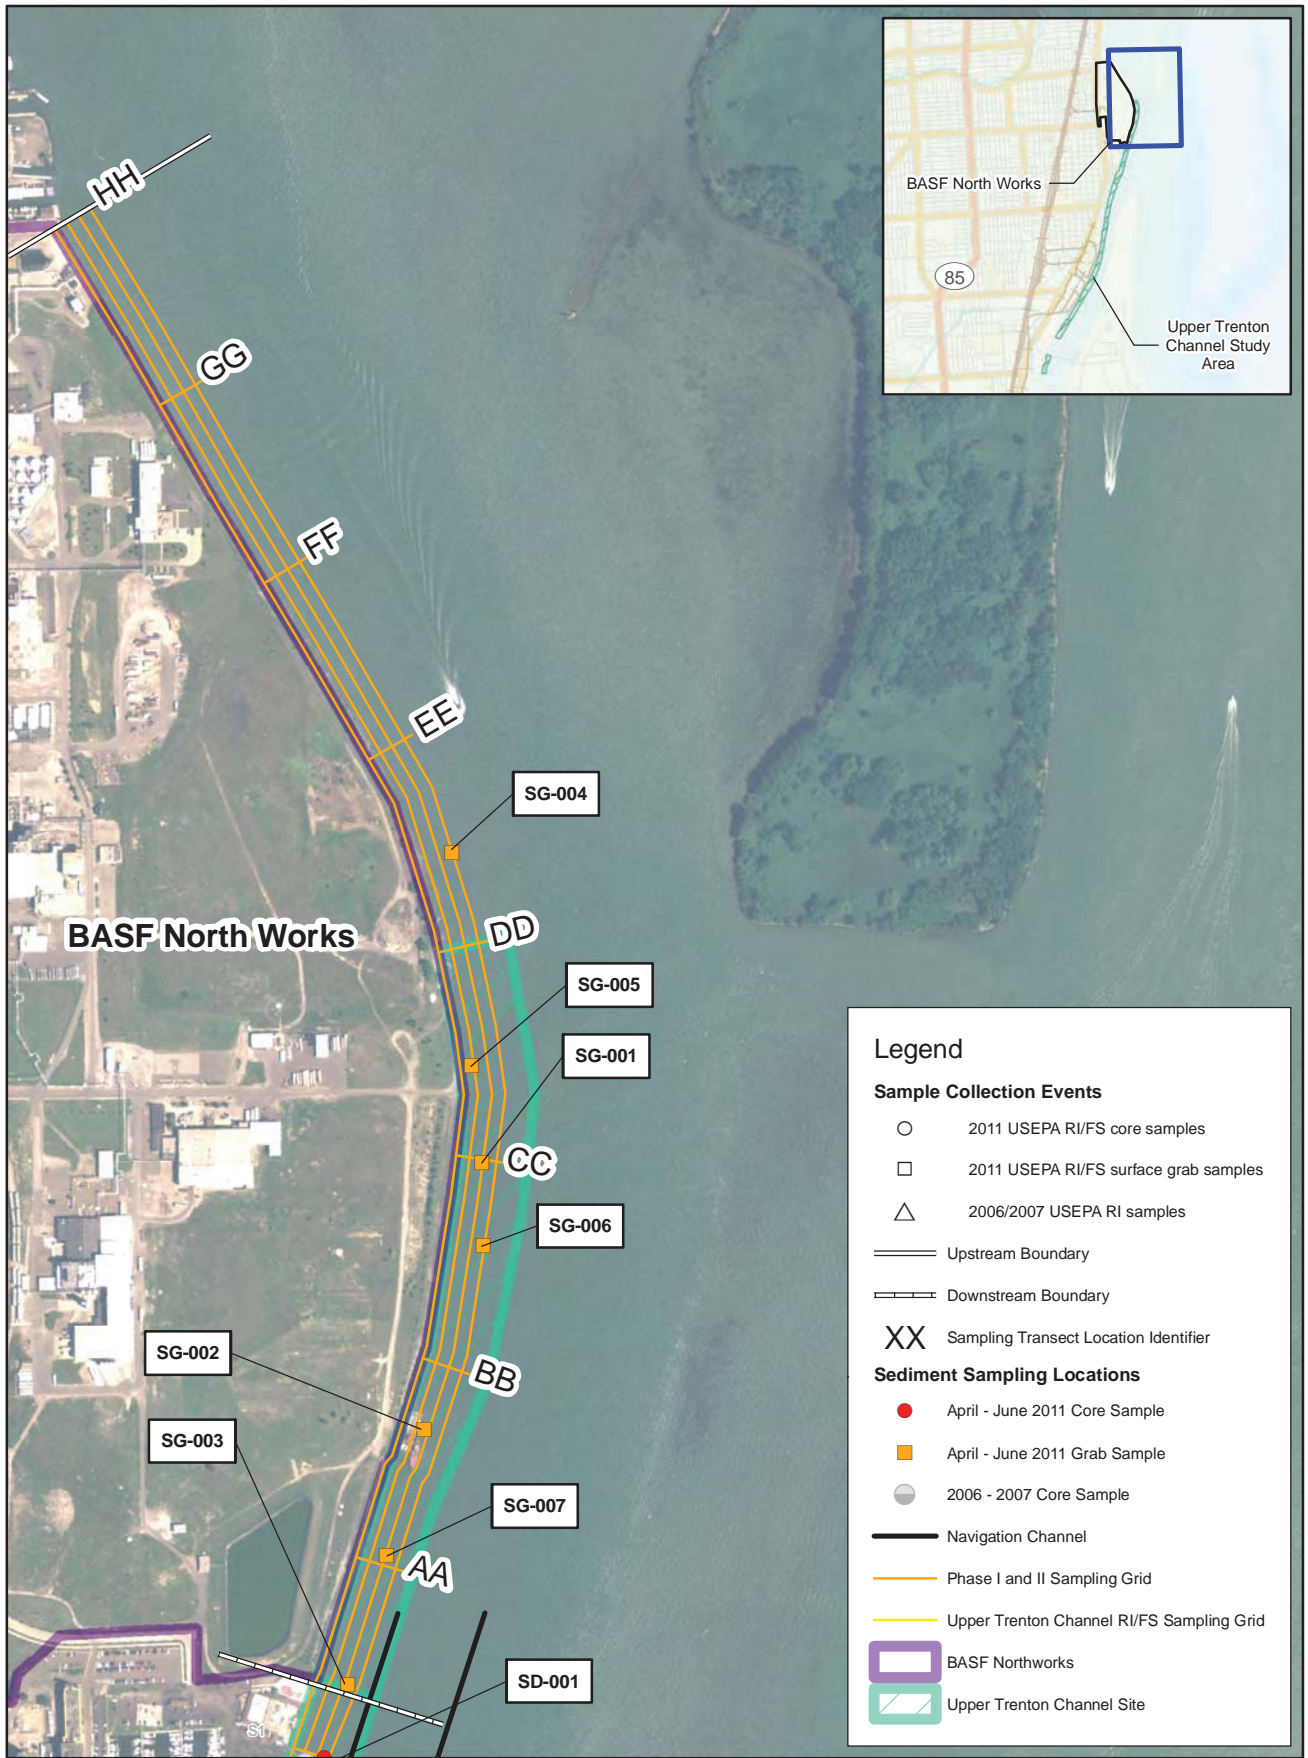 HH
GG
FF
EE
SG-004
BASF North Works
DD
SG-005
SG-001
CC
SG-006
SG-002
BB
SG-003
SG-007
AA
SD-001
S1
BASF North Works
85
Upper Trenton
Channel Study
Area
Legend
Sample Collection Events
2011 USEPA RI/FS core samples
2011 USEPA RI/FS surface grab samples
2006/2007 USEPA RI samples
Upstream Boundary
Downstream Boundary
XX Sampling Transect Location Identifier
Sediment Sampling Locations
April - June 2011 Core Sample
April - June 2011 Grab Sample
2006 - 2007 Core Sample
Navigation Channel
Phase I and II Sampling Grid
Upper Trenton Channel RI/FS Sampling Grid
BASF Northworks
Upper Trenton Channel Site